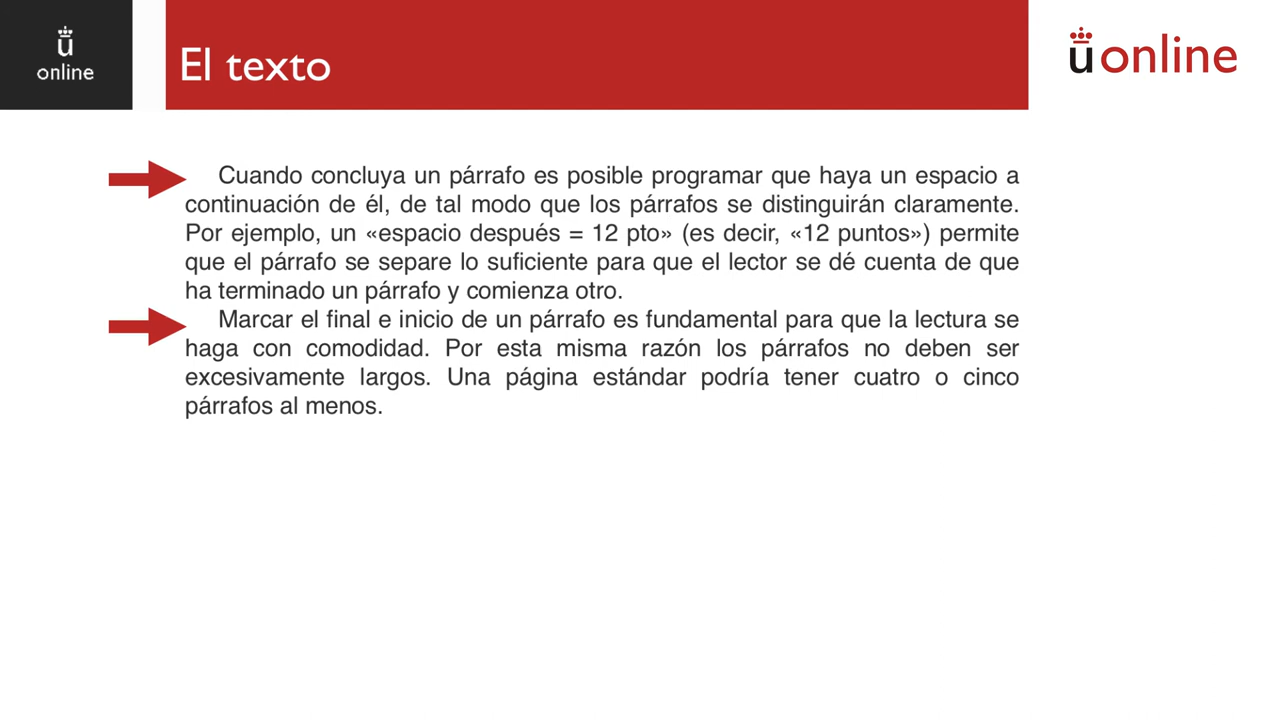 ü
online
El texto
üonline
Cuando concluya un párrafo es posible programar que haya un espacio a
continuación de él, de tal modo que los párrafos se distinguirán claramente.
Por ejemplo, un «espacio después = 12 pto» (es decir, «12 puntos») permite
que el párrafo se separe lo suficiente para que el lector se dé cuenta de que
ha terminado un párrafo y comienza otro.
Marcar el final e inicio de un párrafo es fundamental para que la lectura se
haga con comodidad. Por esta misma razón los párrafos no deben ser
excesivamente largos. Una página estándar podría tener cuatro o cinco
párrafos al menos.